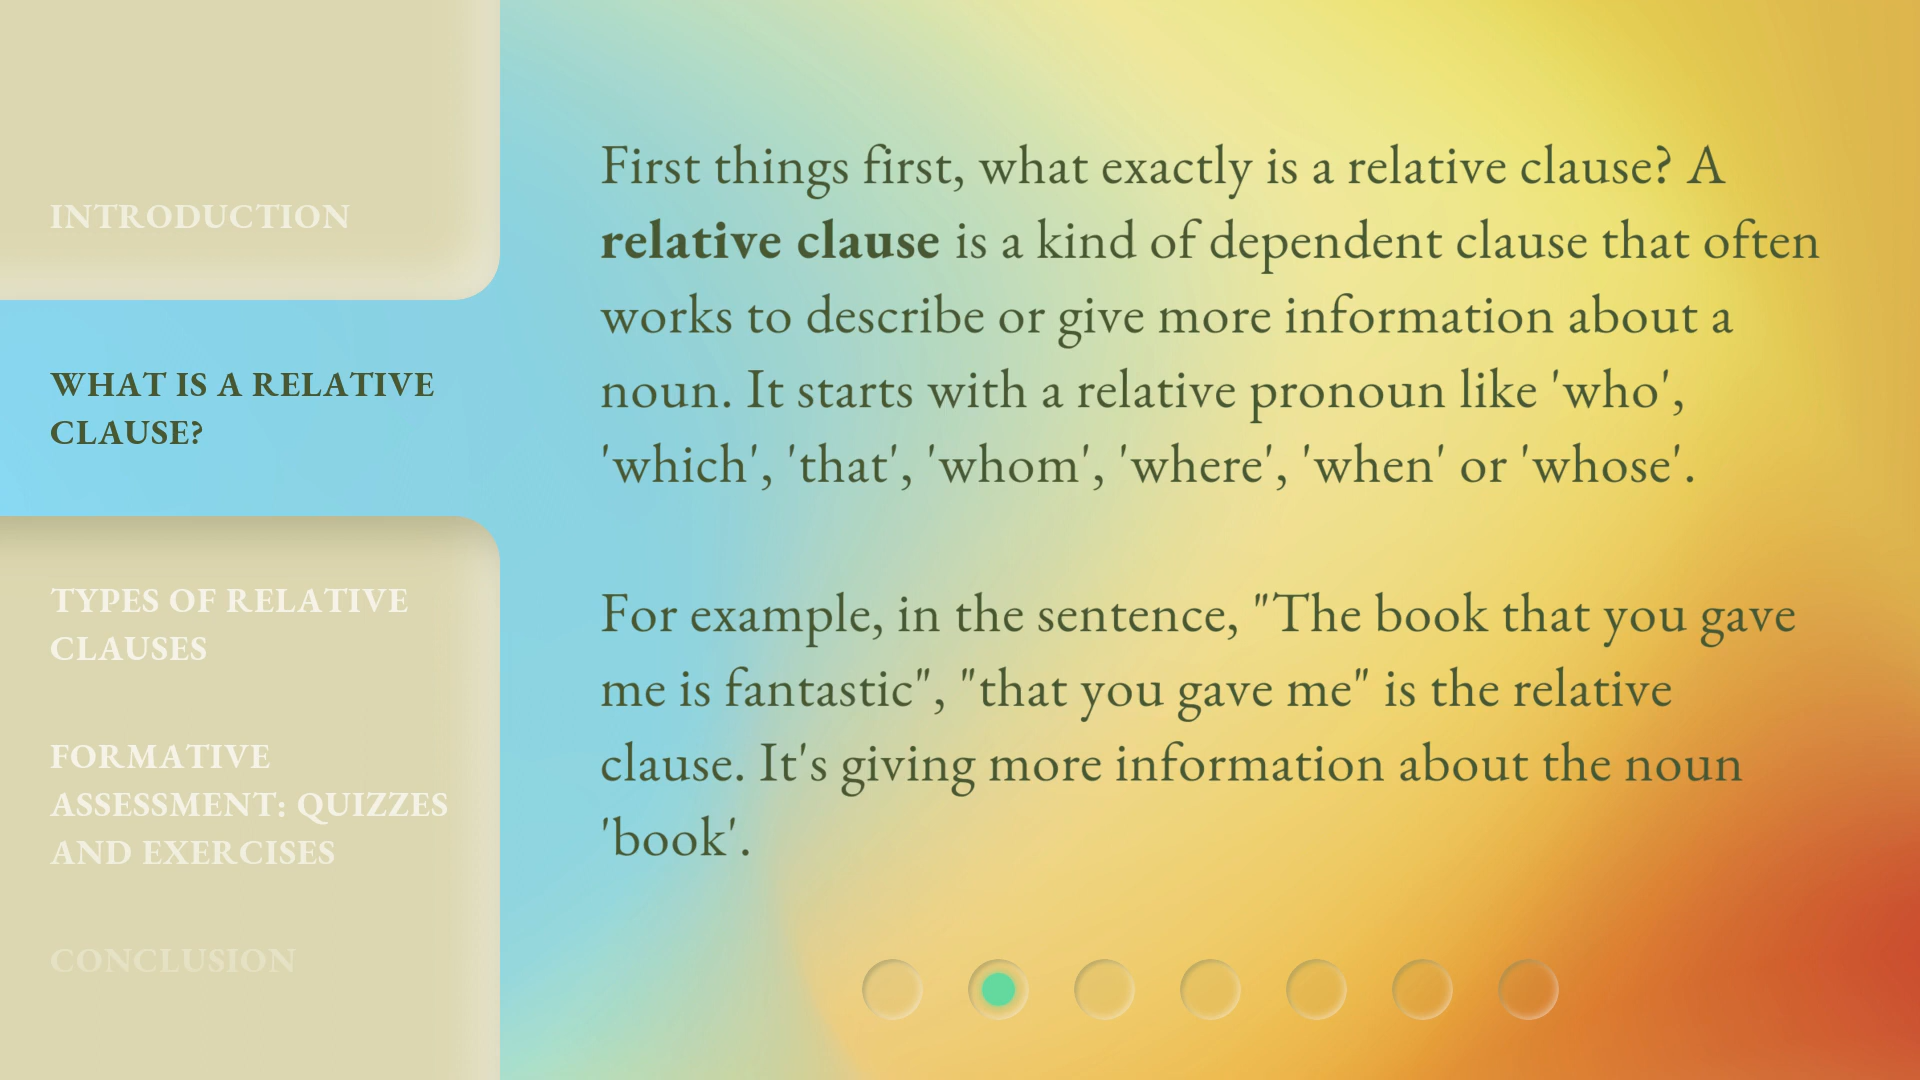 INTRODUCTION
WHAT IS A RELATIVE
CLAUSE?
TYPES OF RELATIVE
CLAUSES
FORMATIVE
ASSESSMENT: QUIZZES
AND EXERCISES
CONCLUSION
First things first, what exactly is a relative clause? A
relative clause is a kind of dependent clause that often
works to describe or give more information about a
noun. It starts with a relative pronoun like 'who',
'which', 'that', 'whom', 'where', 'when' or 'whose'.
For example, in the sentence, "The book that you gave
me is fantastic", "that you gave me" is the relative
clause. It's giving more information about the noun
'book'.